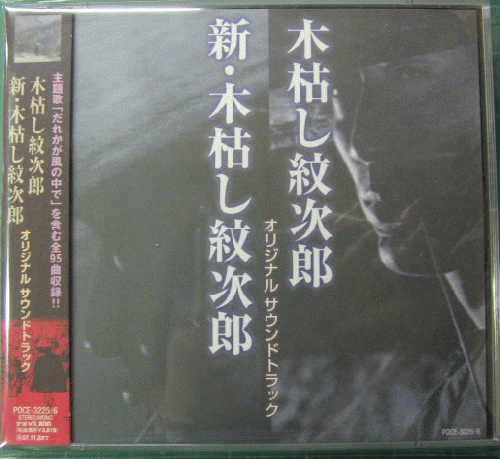 木枯し紋次郎
新・木枯し紋次郎
オリジナル サウンドトラック
POCE-3225/6
主題歌「だれかが風の中で」を含む全95曲収録!!
木枯し紋次郎
新・木枯し紋次郎
オリジナル サウンドトラック
POCE-3225/6
STEREO/MONO